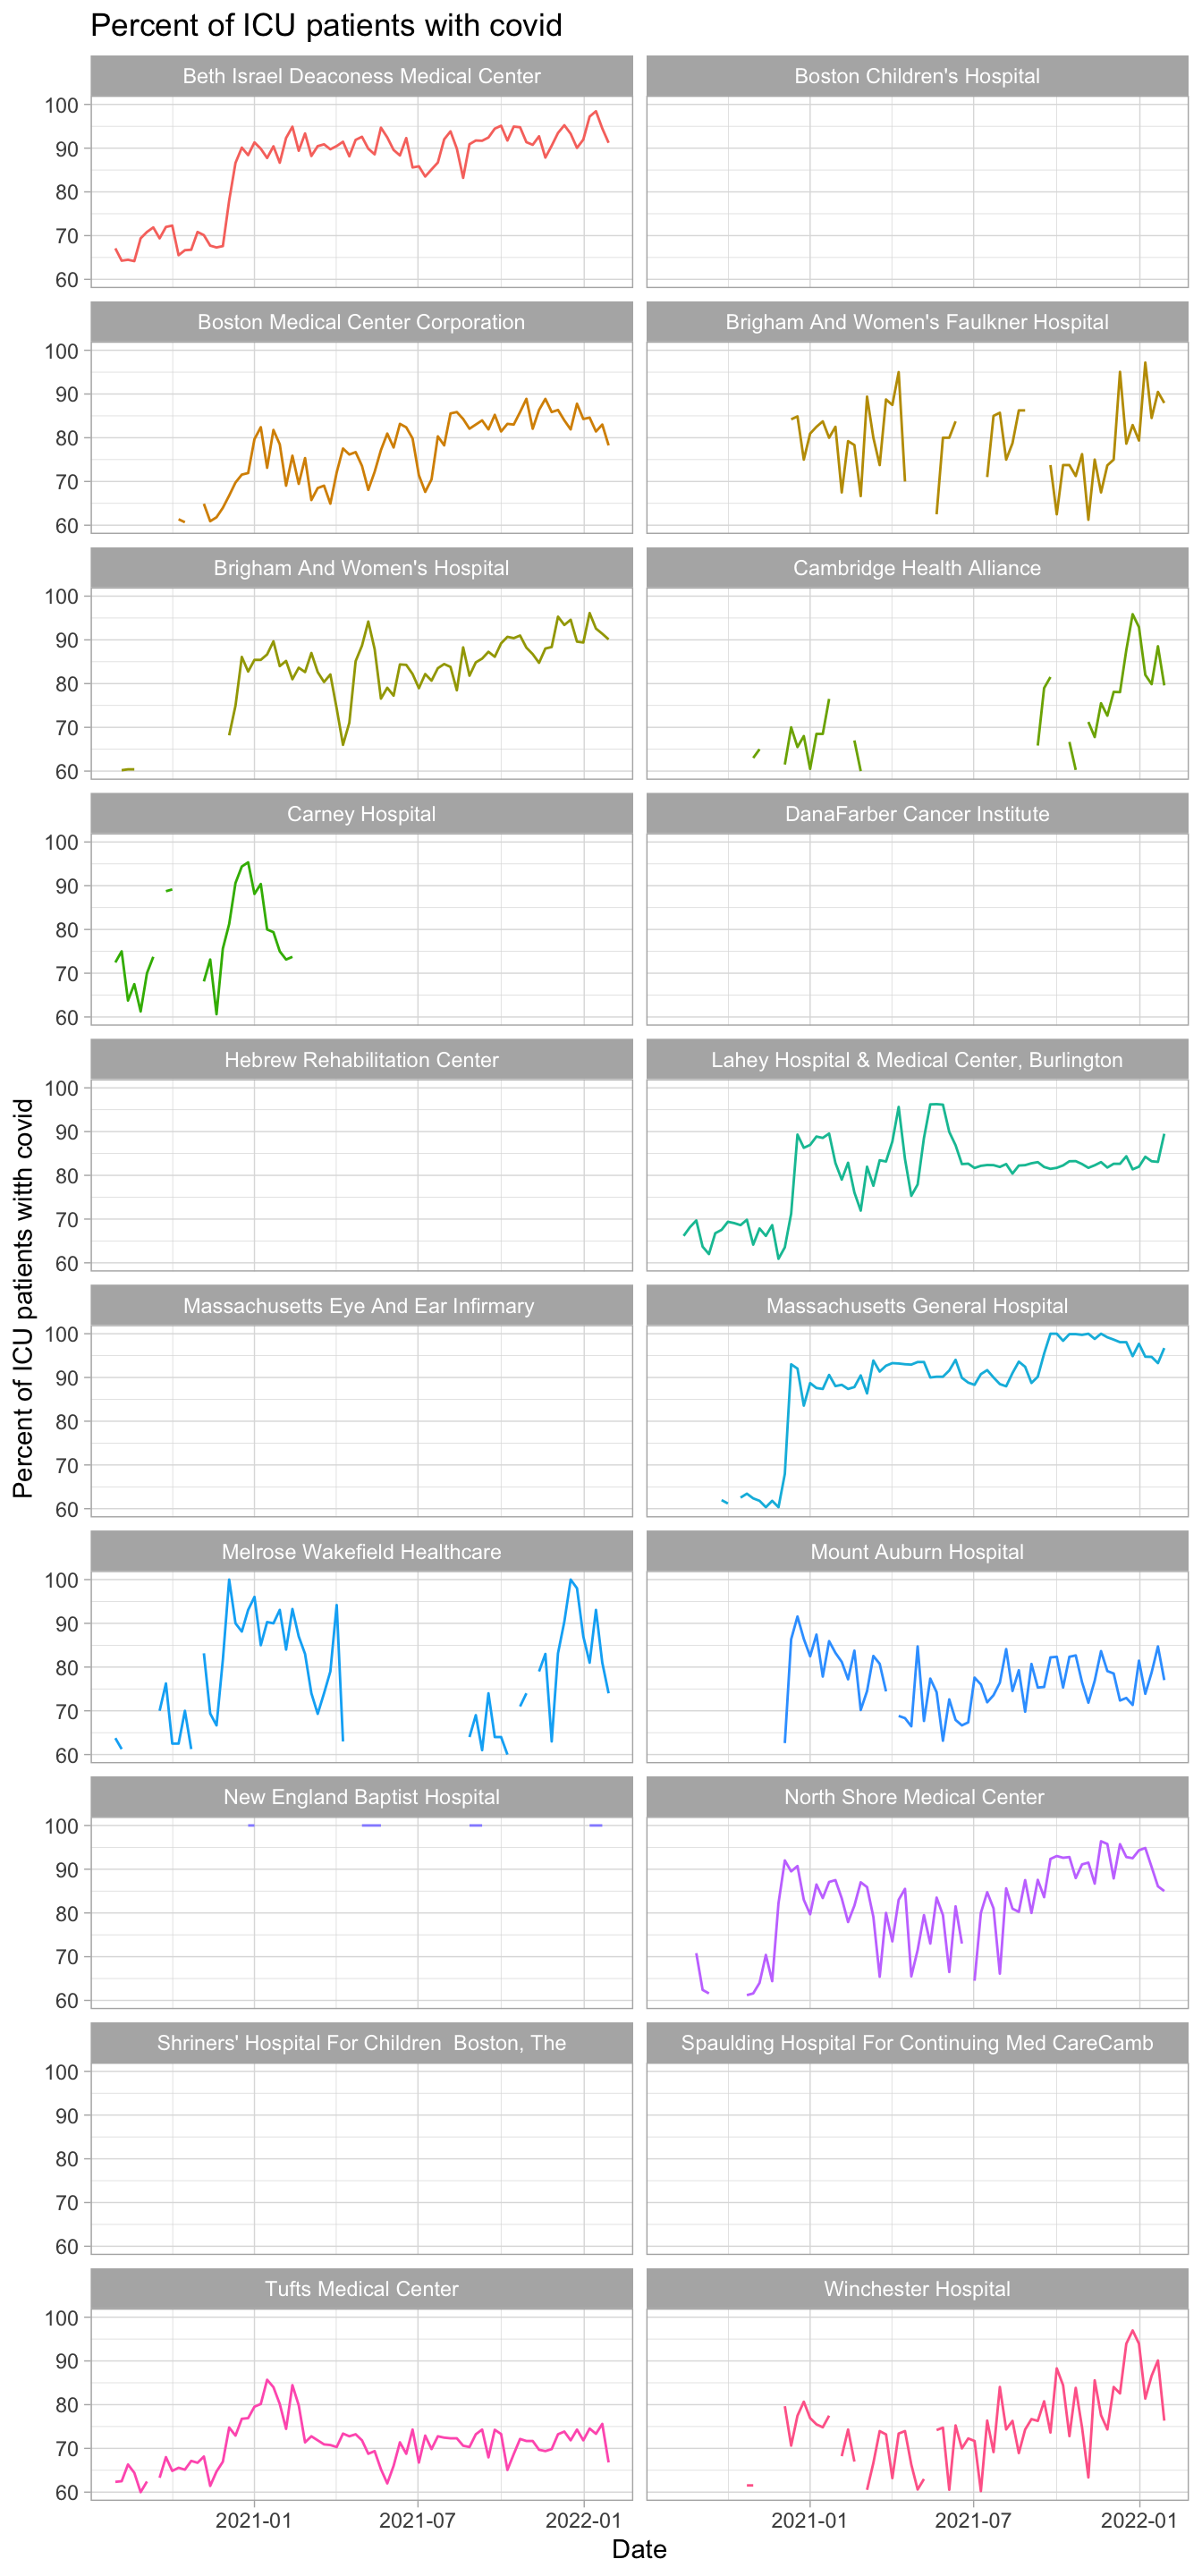 Percent of ICU patients with covid
Beth Israel Deaconess Medical Center
Boston Children's Hospital
100
90
80
70
60
Boston Medical Center Corporation
Brigham And Women's Faulkner Hospital
100
90
80
70
60
Brigham And Women's Hospital
Cambridge Health Alliance
100
90
80
70
60
Carney Hospital
DanaFarber Cancer Institute
100
90
80
70
60
Hebrew Rehabilitation Center
Lahey Hospital & Medical Center, Burlington
100
90
80
70
60
Percent of ICU patients witth covid
Massachusetts Eye And Ear Infirmary
Massachusetts General Hospital
100
90
80
70
60
Melrose Wakefield Healthcare
Mount Auburn Hospital
100
90
80
70
60
New England Baptist Hospital
North Shore Medical Center
100
90
80
70
60
Shriners' Hospital For Children  Boston, The
Spaulding Hospital For Continuing Med CareCamb
100
90
80
70
60
Tufts Medical Center
Winchester Hospital
100
90
80
70
60
2021-01 2021-07 2022-01 2021-01 2021-07 2022-01
Date